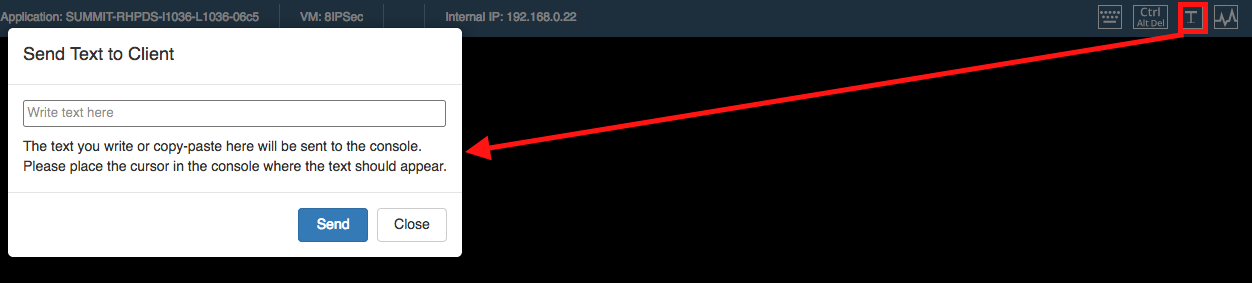 Application: SUMMIT-RHPDS-l1036-L1036-06c5 VM: 8IPSec Internal IP: 192.168.0.22
Ctrl
Alt Del
T
Send Text to Client
Write text here
The text you write or copy-paste here will be sent to the console.
Please place the cursor in the console where the text should appear.
Send Close